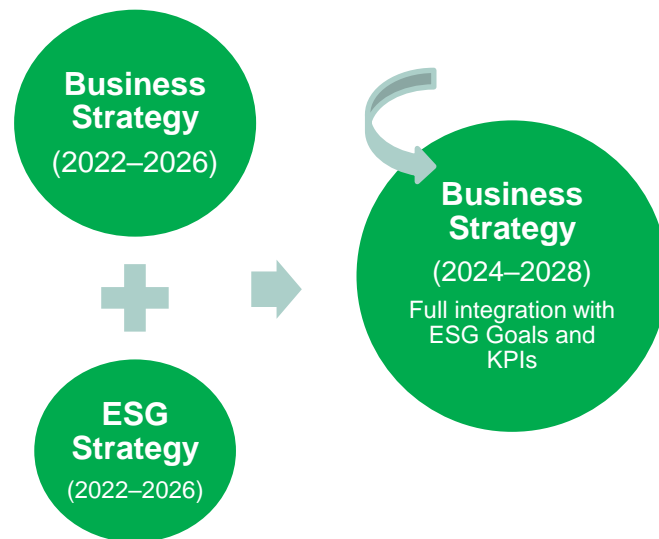 Business
Strategy
(2022–2026)
ESG
Strategy
(2022–2026)
Business
Strategy
(2024–2028)
Full integration with
ESG Goals and
KPIs